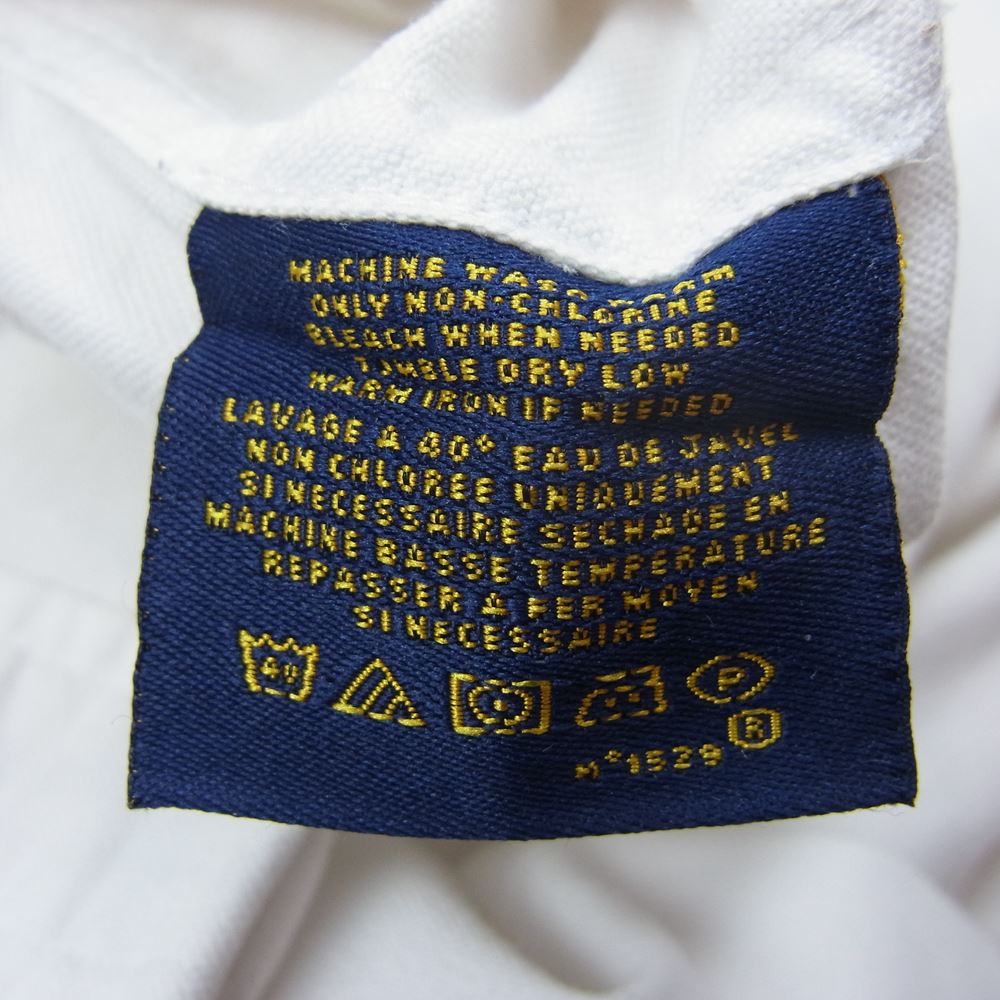 MACHINE WASH WARM
ONLY NON-CHLORINE
BLEACH WHEN NEEDED
TUMBLE DRY LOW
WARM IRON IF NEEDED
LAVAGE A 40° EAU DE JAVEL
NON CHLOREE UNIQUEMENT
SI NECESSAIRE SECHAGE EN
MACHINE BASSE TEMPERATURE
REPASSER A FER MOYEN
SI NECESSAIRE
40
P
R
N°1529